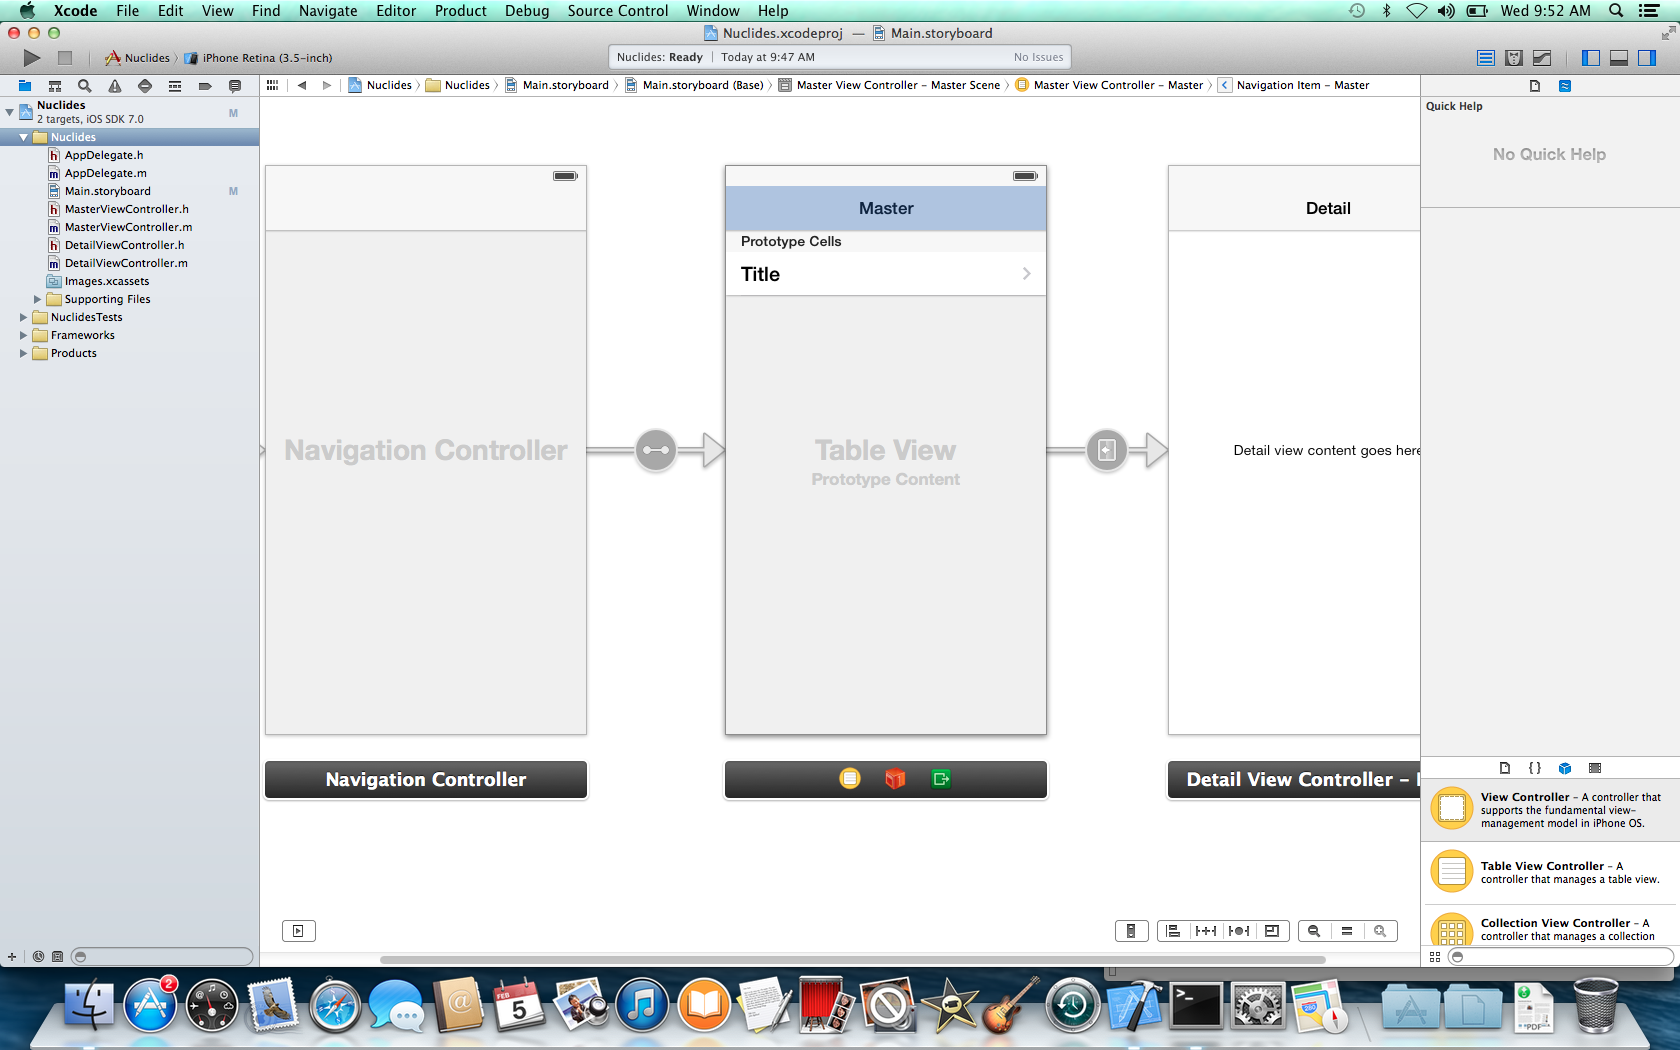 Xcode File Edit View Find Navigate Editor Product Debug Source Control Window Help Wed 9:52 AM
Nuclides.xcodeproj — Main.storyboard
Nuclides iPhone Retina (3.5-inch)
Nuclides: Ready Today at 9:47 AM No Issues
Nuclides Nuclides Main.storyboard Main.storyboard (Base) Master View Controller – Master Scene Master View Controller – Master Navigation Item – Master
Nuclides M
2 targets, iOS SDK 7.0
Nuclides
h AppDelegate.h
m AppDelegate.m
Main.storyboard M
h MasterViewController.h
m MasterViewController.m
h DetailViewController.h
m DetailViewController.m
Images.xcassets
Supporting Files
NuclidesTests
Frameworks
Products
Navigation Controller
Navigation Controller
Master
Prototype Cells
Title
Table View
Prototype Content
Detail
Detail view content goes here
Detail View Controller –
Quick Help
No Quick Help
{ }
View Controller – A controller that
supports the fundamental view-
management model in iPhone OS.
Table View Controller – A
controller that manages a table view.
Collection View Controller – A
controller that manages a collection
2
FEB
5
>_
PDF